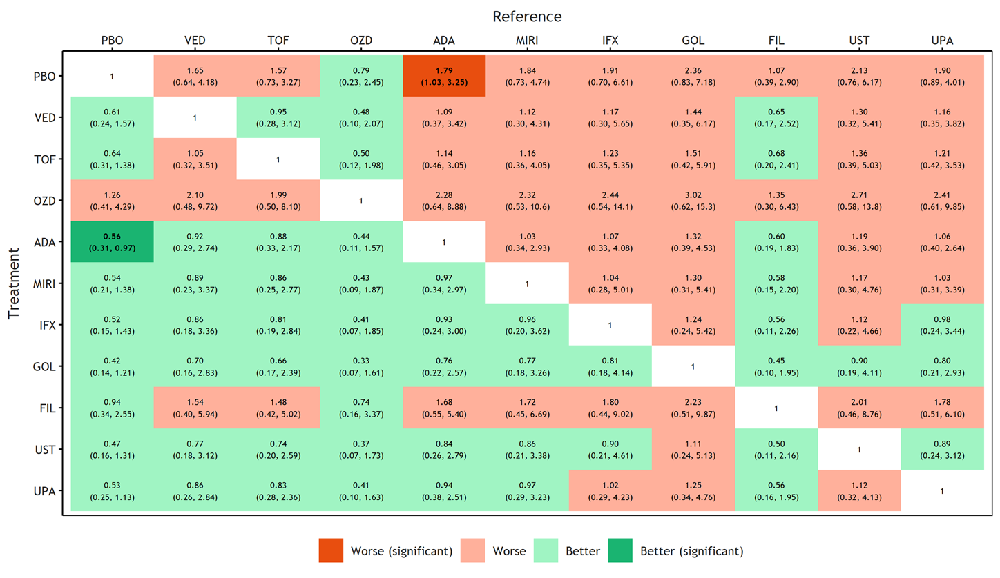 Reference
PBO VED TOF OZD ADA MIRI IFX GOL FIL UST UPA
PBO 1 1.65 1.57 0.79 1.79 1.84 1.91 2.36 1.07 2.13 1.90
(0.64, 4.18) (0.73, 3.27) (0.23, 2.45) (1.03, 3.25) (0.73, 4.74) (0.70, 6.61) (0.83, 7.18) (0.39, 2.90) (0.76, 6.17) (0.89, 4.01)
VED 0.61 1 0.95 0.48 1.09 1.12 1.17 1.44 0.65 1.30 1.16
(0.24, 1.57) (0.28, 3.12) (0.10, 2.07) (0.37, 3.42) (0.30, 4.31) (0.30, 5.65) (0.35, 6.17) (0.17, 2.52) (0.32, 5.41) (0.35, 3.82)
TOF 0.64 1.05 1 0.50 1.14 1.16 1.23 1.51 0.68 1.36 1.21
(0.31, 1.38) (0.32, 3.51) (0.12, 1.98) (0.46, 3.05) (0.36, 4.05) (0.35, 5.35) (0.42, 5.91) (0.20, 2.41) (0.39, 5.03) (0.42, 3.53)
OZD 1.26 2.10 1.99 1 2.28 2.32 2.44 3.02 1.35 2.71 2.41
(0.41, 4.29) (0.48, 9.72) (0.50, 8.10) (0.64, 8.88) (0.53, 10.6) (0.54, 14.1) (0.62, 15.3) (0.30, 6.43) (0.58, 13.8) (0.61, 9.85)
ADA 0.56 0.92 0.88 0.44 1 1.03 1.07 1.32 0.60 1.19 1.06
(0.31, 0.97) (0.29, 2.74) (0.33, 2.17) (0.11, 1.57) (0.34, 2.93) (0.33, 4.08) (0.39, 4.53) (0.19, 1.83) (0.36, 3.90) (0.40, 2.64)
MIRI 0.54 0.89 0.86 0.43 0.97 1 1.04 1.30 0.58 1.17 1.03
(0.21, 1.38) (0.23, 3.37) (0.25, 2.77) (0.09, 1.87) (0.34, 2.97) (0.28, 5.01) (0.31, 5.41) (0.15, 2.20) (0.30, 4.76) (0.31, 3.39)
IFX 0.52 0.86 0.81 0.41 0.93 0.96 1 1.24 0.56 1.12 0.98
(0.15, 1.43) (0.18, 3.36) (0.19, 2.84) (0.07, 1.85) (0.24, 3.00) (0.20, 3.62) (0.24, 5.42) (0.11, 2.26) (0.22, 4.66) (0.24, 3.44)
GOL 0.42 0.70 0.66 0.33 0.76 0.77 0.81 1 0.45 0.90 0.80
(0.14, 1.21) (0.16, 2.83) (0.17, 2.39) (0.07, 1.61) (0.22, 2.57) (0.18, 3.26) (0.18, 4.14) (0.10, 1.95) (0.19, 4.11) (0.21, 2.93)
FIL 0.94 1.54 1.48 0.74 1.68 1.72 1.80 2.23 1 2.01 1.78
(0.34, 2.55) (0.40, 5.94) (0.42, 5.02) (0.16, 3.37) (0.55, 5.40) (0.45, 6.69) (0.44, 9.02) (0.51, 9.87) (0.46, 8.76) (0.51, 6.10)
UST 0.47 0.77 0.74 0.37 0.84 0.86 0.90 1.11 0.50 1 0.89
(0.16, 1.31) (0.18, 3.12) (0.20, 2.59) (0.07, 1.73) (0.26, 2.79) (0.21, 3.38) (0.21, 4.61) (0.24, 5.13) (0.11, 2.16) (0.24, 3.12)
UPA 0.53 0.86 0.83 0.41 0.94 0.97 1.02 1.25 0.56 1.12 1
(0.25, 1.13) (0.26, 2.84) (0.28, 2.36) (0.10, 1.63) (0.38, 2.51) (0.29, 3.23) (0.29, 4.23) (0.34, 4.76) (0.16, 1.95) (0.32, 4.13)
Treatment
Worse (significant) Worse Better Better (significant)